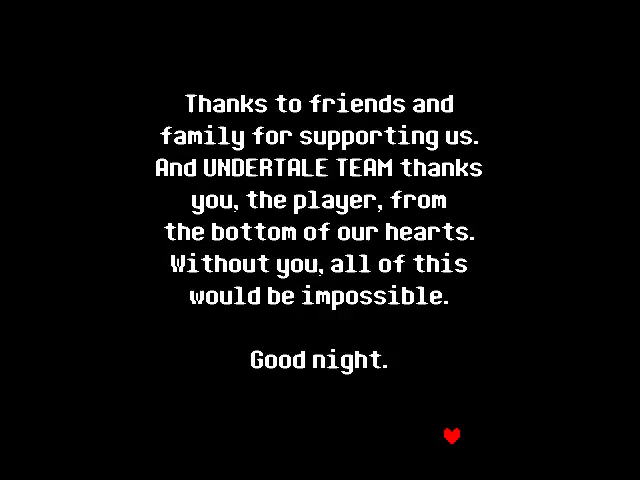 Thanks to friends and
family for supporting us.
And UNDERTALE TEAM thanks
you, the player, from
the bottom of our hearts.
Without you, all of this
would be impossible.
Good night.